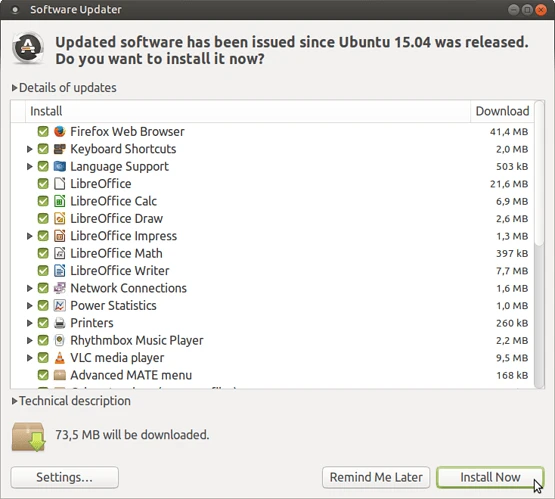 Software Updater
Updated software has been issued since Ubuntu 15.04 was released.
Do you want to install it now?
Details of updates
Install Download
Firefox Web Browser 41,4 MB
Keyboard Shortcuts 2,0 MB
Language Support 503 kB
LibreOffice 21,6 MB
LibreOffice Calc 6,9 MB
LibreOffice Draw 2,6 MB
LibreOffice Impress 1,3 MB
LibreOffice Math 397 kB
LibreOffice Writer 7,7 MB
Network Connections 1,6 MB
Power Statistics 1,0 MB
Printers 260 kB
Rhythmbox Music Player 2,2 MB
VLC media player 9,5 MB
Advanced MATE menu 168 kB
Technical description
73,5 MB will be downloaded.
Settings... Remind Me Later Install Now